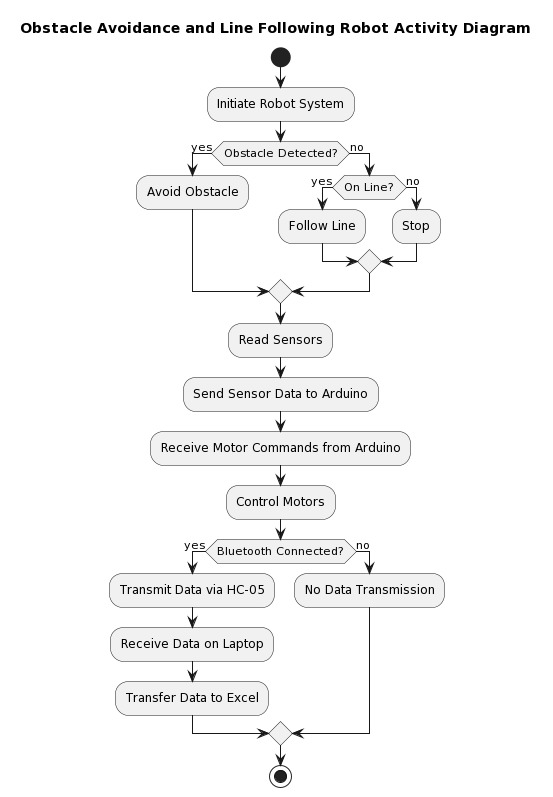 Obstacle Avoidance and Line Following Robot Activity Diagram
Initiate Robot System
yes
Obstacle Detected?
no
Avoid Obstacle
yes
On Line?
no
Follow Line
Stop
Read Sensors
Send Sensor Data to Arduino
Receive Motor Commands from Arduino
Control Motors
yes
Bluetooth Connected?
no
Transmit Data via HC-05
No Data Transmission
Receive Data on Laptop
Transfer Data to Excel